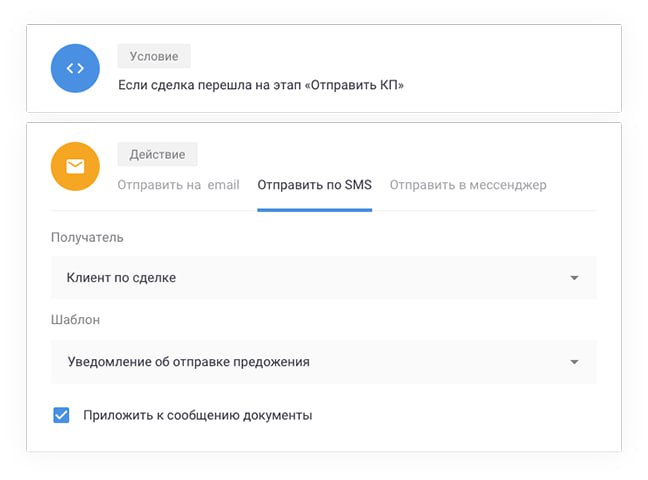 Условие
Если сделка перешла на этап «Отправить КП»
Действие
Отправить на email Отправить по SMS Отправить в мессенджер
Получатель
Клиент по сделке
Шаблон
Уведомление об отправке предожения
Приложить к сообщению документы